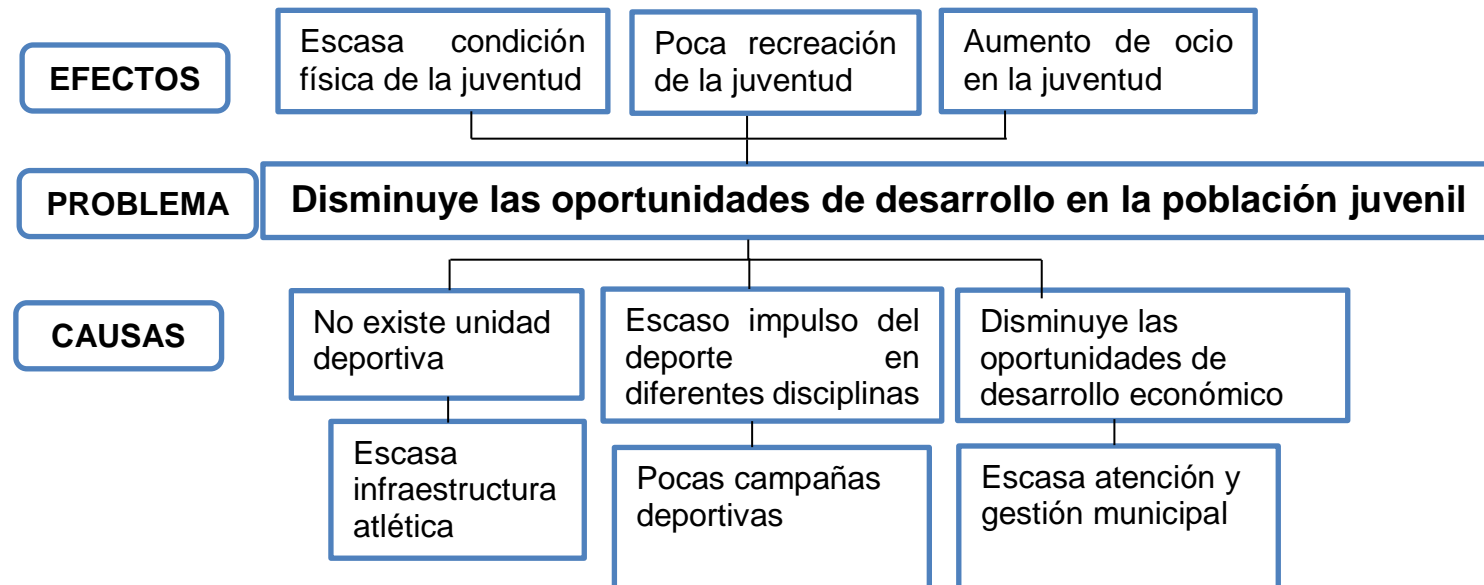 EFECTOS
Escasa condición
física de la juventud
Poca recreación
de la juventud
Aumento de ocio
en la juventud
PROBLEMA
Disminuye las oportunidades de desarrollo en la población juvenil
CAUSAS
No existe unidad
deportiva
Escaso impulso del
deporte en
diferentes disciplinas
Disminuye las
oportunidades de
desarrollo económico
Escasa
infraestructura
atlética
Pocas campañas
deportivas
Escasa atención y
gestión municipal